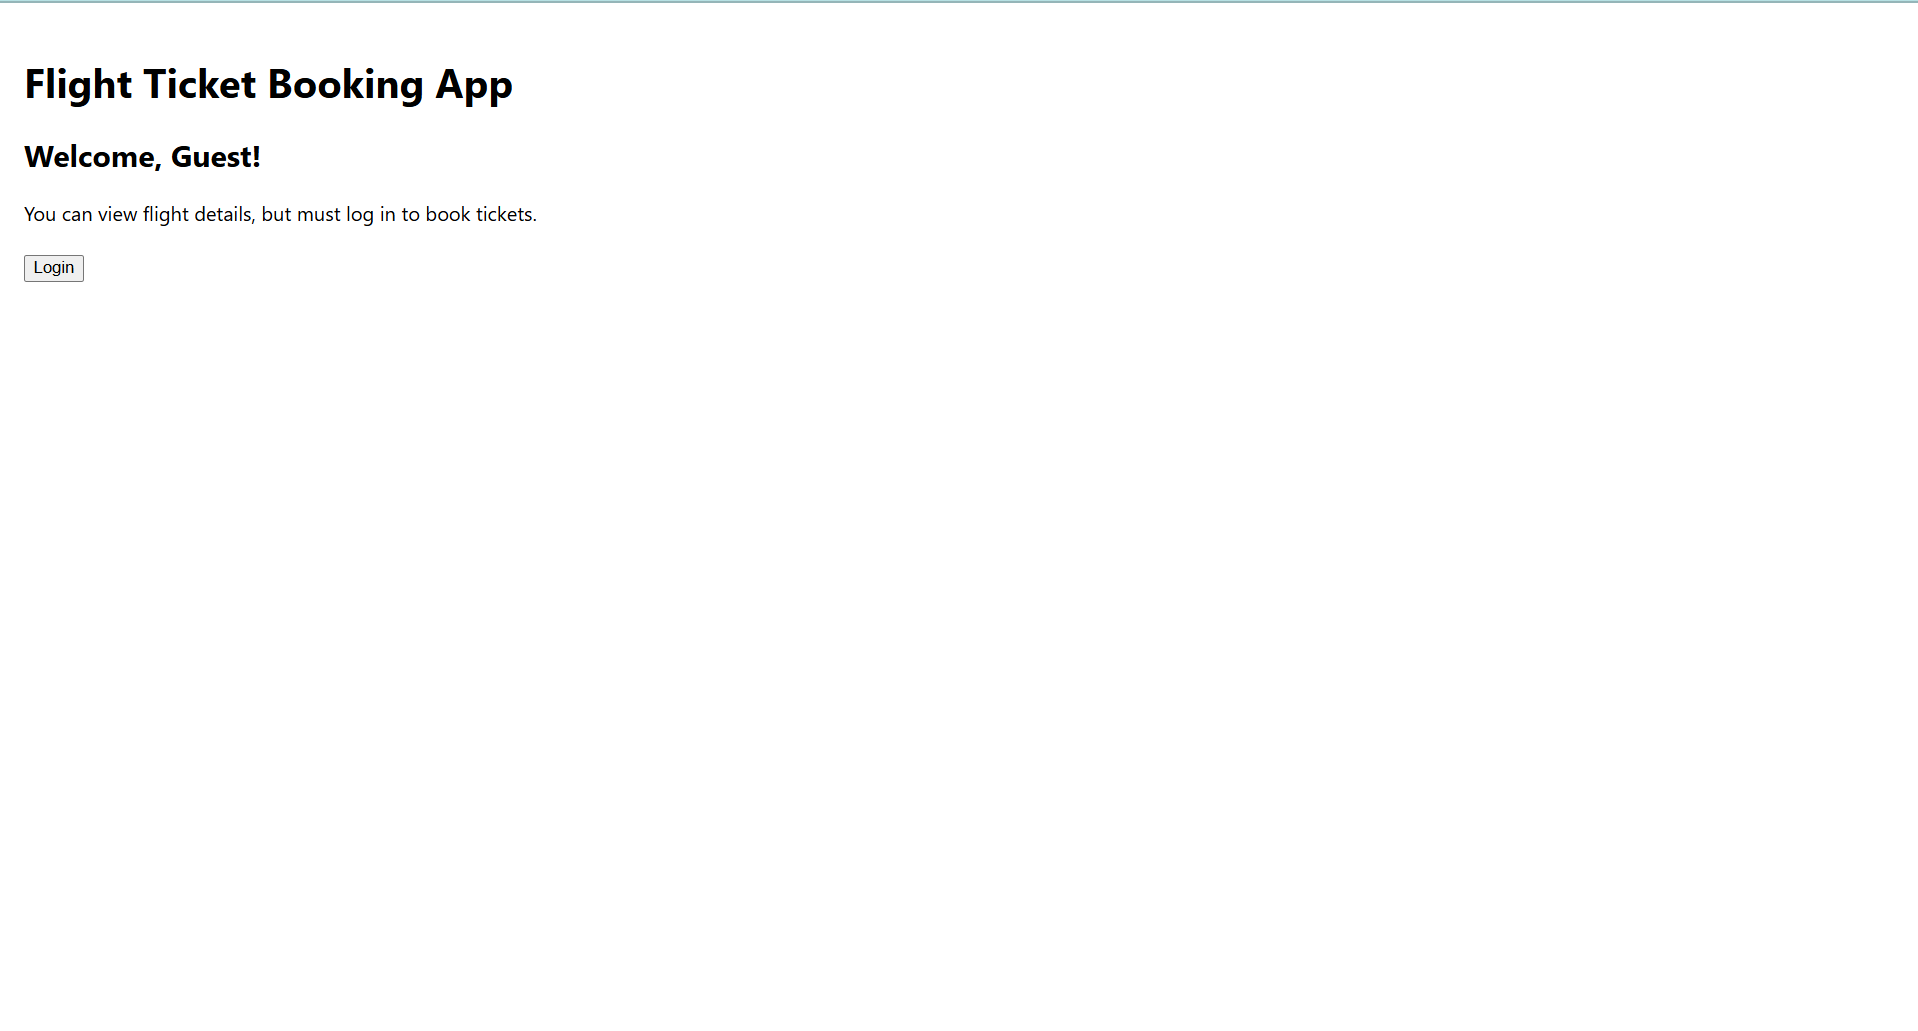 Flight Ticket Booking App
Welcome, Guest!
You can view flight details, but must log in to book tickets.
Login